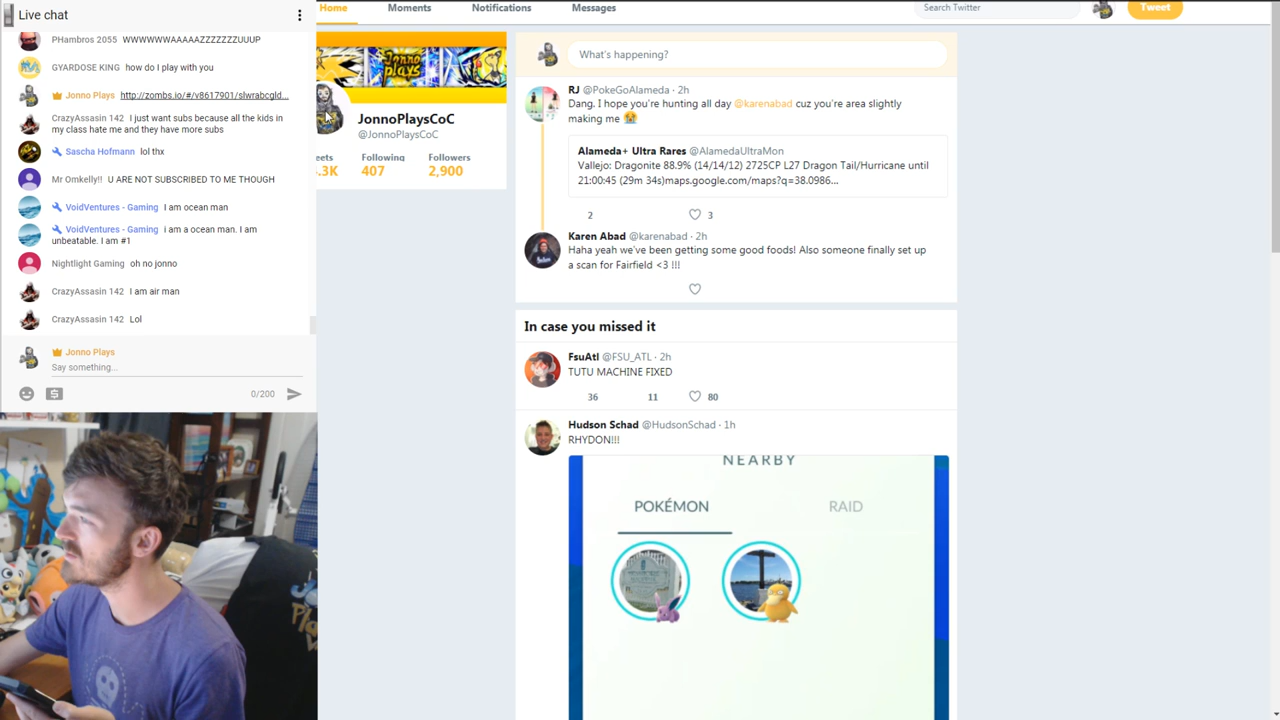 Live chat
PHambros 2055 WWWWWWAAAAAZZZZZZZUUUP
GYARDOSE KING how do I play with you
Jonno Plays http://zombs.io/#/v8617901/slwrabcgld...
CrazyAssasin 142 I just want subs because all the kids in
my class hate me and they have more subs
Sascha Hofmann lol thx
Mr Omkelly!! U ARE NOT SUBSCRIBED TO ME THOUGH
VoidVentures - Gaming I am ocean man
VoidVentures - Gaming i am a ocean man. I am
unbeatable. I am #1
Nightlight Gaming oh no jonno
CrazyAssasin 142 I am air man
CrazyAssasin 142 Lol
Jonno Plays
Say something...
0/200
Home Moments Notifications Messages
Search Twitter
Tweet
Jonno
plays
JonnoPlaysCoC
@JonnoPlaysCoC
eets Following Followers
.3K 407 2,900
What's happening?
RJ @PokeGoAlameda · 2h
Dang. I hope you're hunting all day @karenabad cuz you're area slightly
making me
Alameda+ Ultra Rares @AlamedaUltraMon
Vallejo: Dragonite 88.9% (14/14/12) 2725CP L27 Dragon Tail/Hurricane until
21:00:45 (29m 34s)maps.google.com/maps?q=38.0986...
2 3
Karen Abad @karenabad · 2h
Haha yeah we've been getting some good foods! Also someone finally set up
a scan for Fairfield <3 !!!
In case you missed it
FsuAtl @FSU_ATL · 2h
TUTU MACHINE FIXED
36 11 80
Hudson Schad @HudsonSchad · 1h
RHYDON!!!
NEARBY
POKÉMON RAID